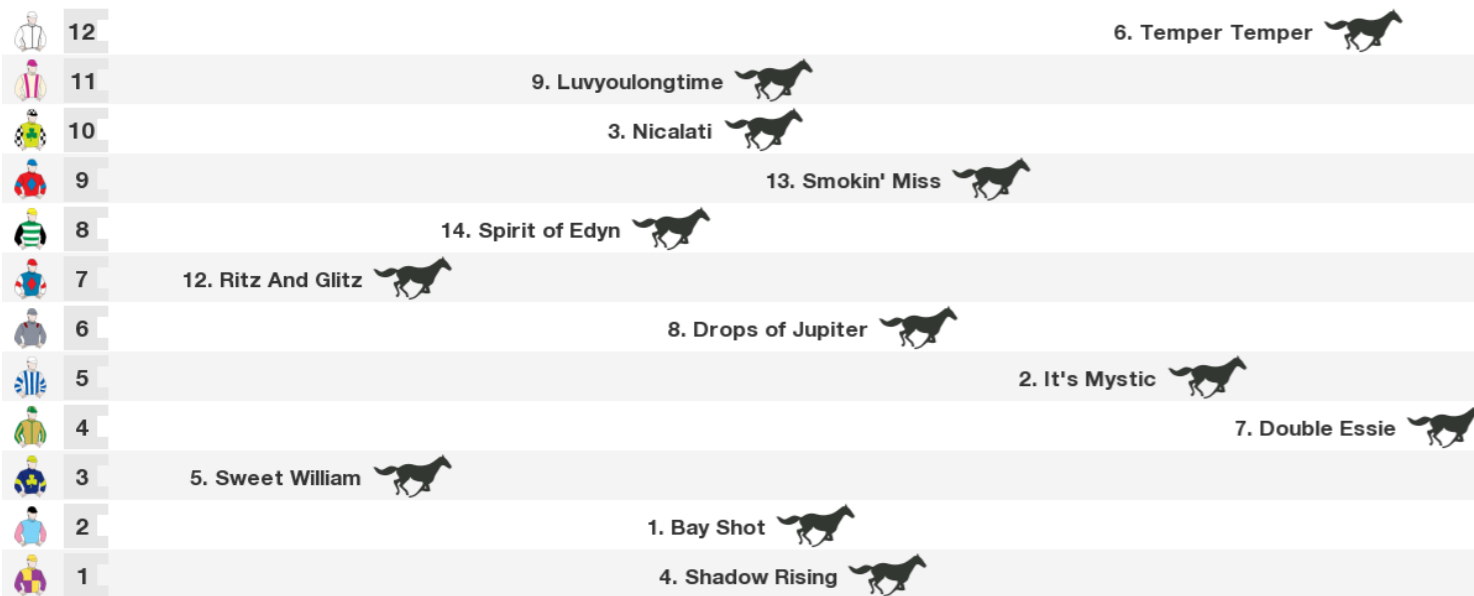 12 6. Temper Temper
11 9. Luvyoulongtime
10 3. Nicalati
9 13. Smokin' Miss
8 14. Spirit of Edyn
7 12. Ritz And Glitz
6 8. Drops of Jupiter
5 2. It's Mystic
4 7. Double Essie
3 5. Sweet William
2 1. Bay Shot
1 4. Shadow Rising